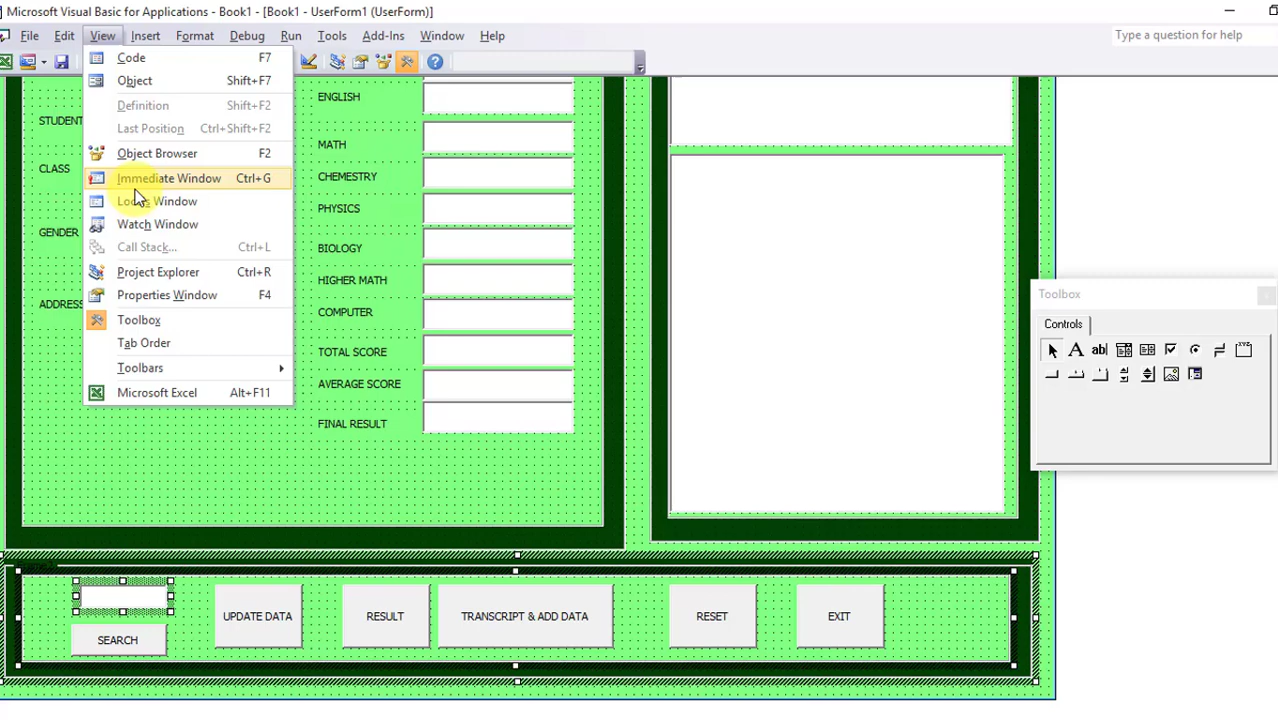 Microsoft Visual Basic for Applications - Book1 - [Book1 - UserForm1 (UserForm)]
File Edit View Insert Format Debug Run Tools Add-Ins Window Help
Type a question for help
Code F7
Object Shift+F7
Definition Shift+F2
Last Position Ctrl+Shift+F2
Object Browser F2
Immediate Window Ctrl+G
Locals Window
Watch Window
Call Stack... Ctrl+L
Project Explorer Ctrl+R
Properties Window F4
Toolbox
Tab Order
Toolbars
Microsoft Excel Alt+F11
STUDENT
CLASS
GENDER
ADDRESS
ENGLISH
MATH
CHEMESTRY
PHYSICS
BIOLOGY
HIGHER MATH
COMPUTER
TOTAL SCORE
AVERAGE SCORE
FINAL RESULT
Toolbox
Controls
A ab|
XYZ
Frame2
SEARCH
UPDATE DATA
RESULT
TRANSCRIPT & ADD DATA
RESET
EXIT